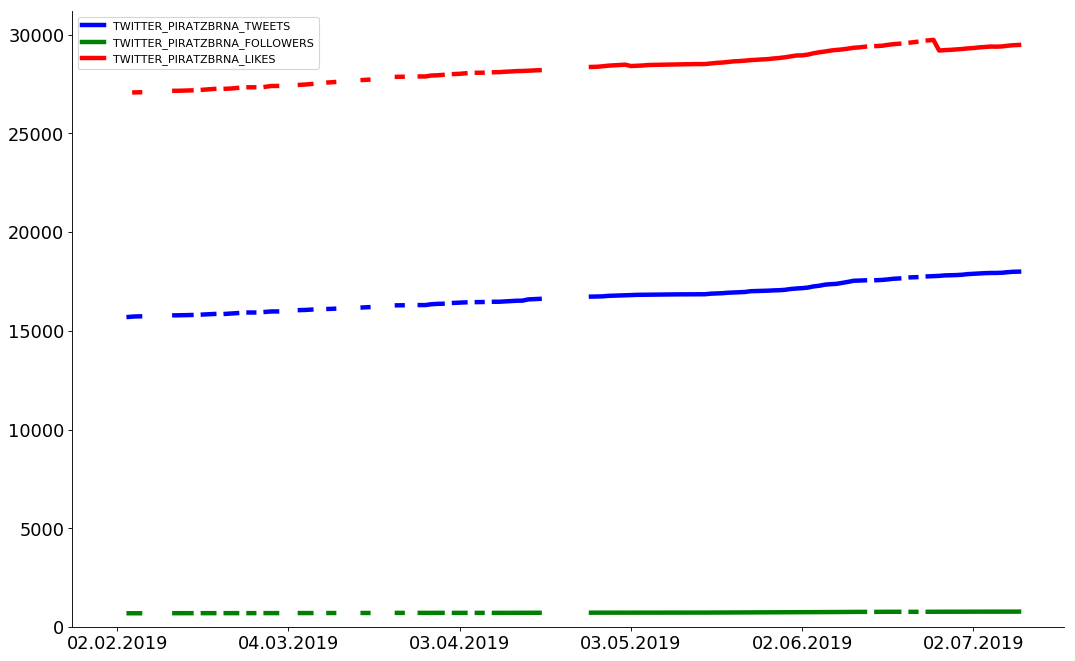 TWITTER_PIRATZBRNA_TWEETS
TWITTER_PIRATZBRNA_FOLLOWERS
TWITTER_PIRATZBRNA_LIKES
30000
25000
20000
15000
10000
5000
0
02.02.2019 04.03.2019 03.04.2019 03.05.2019 02.06.2019 02.07.2019